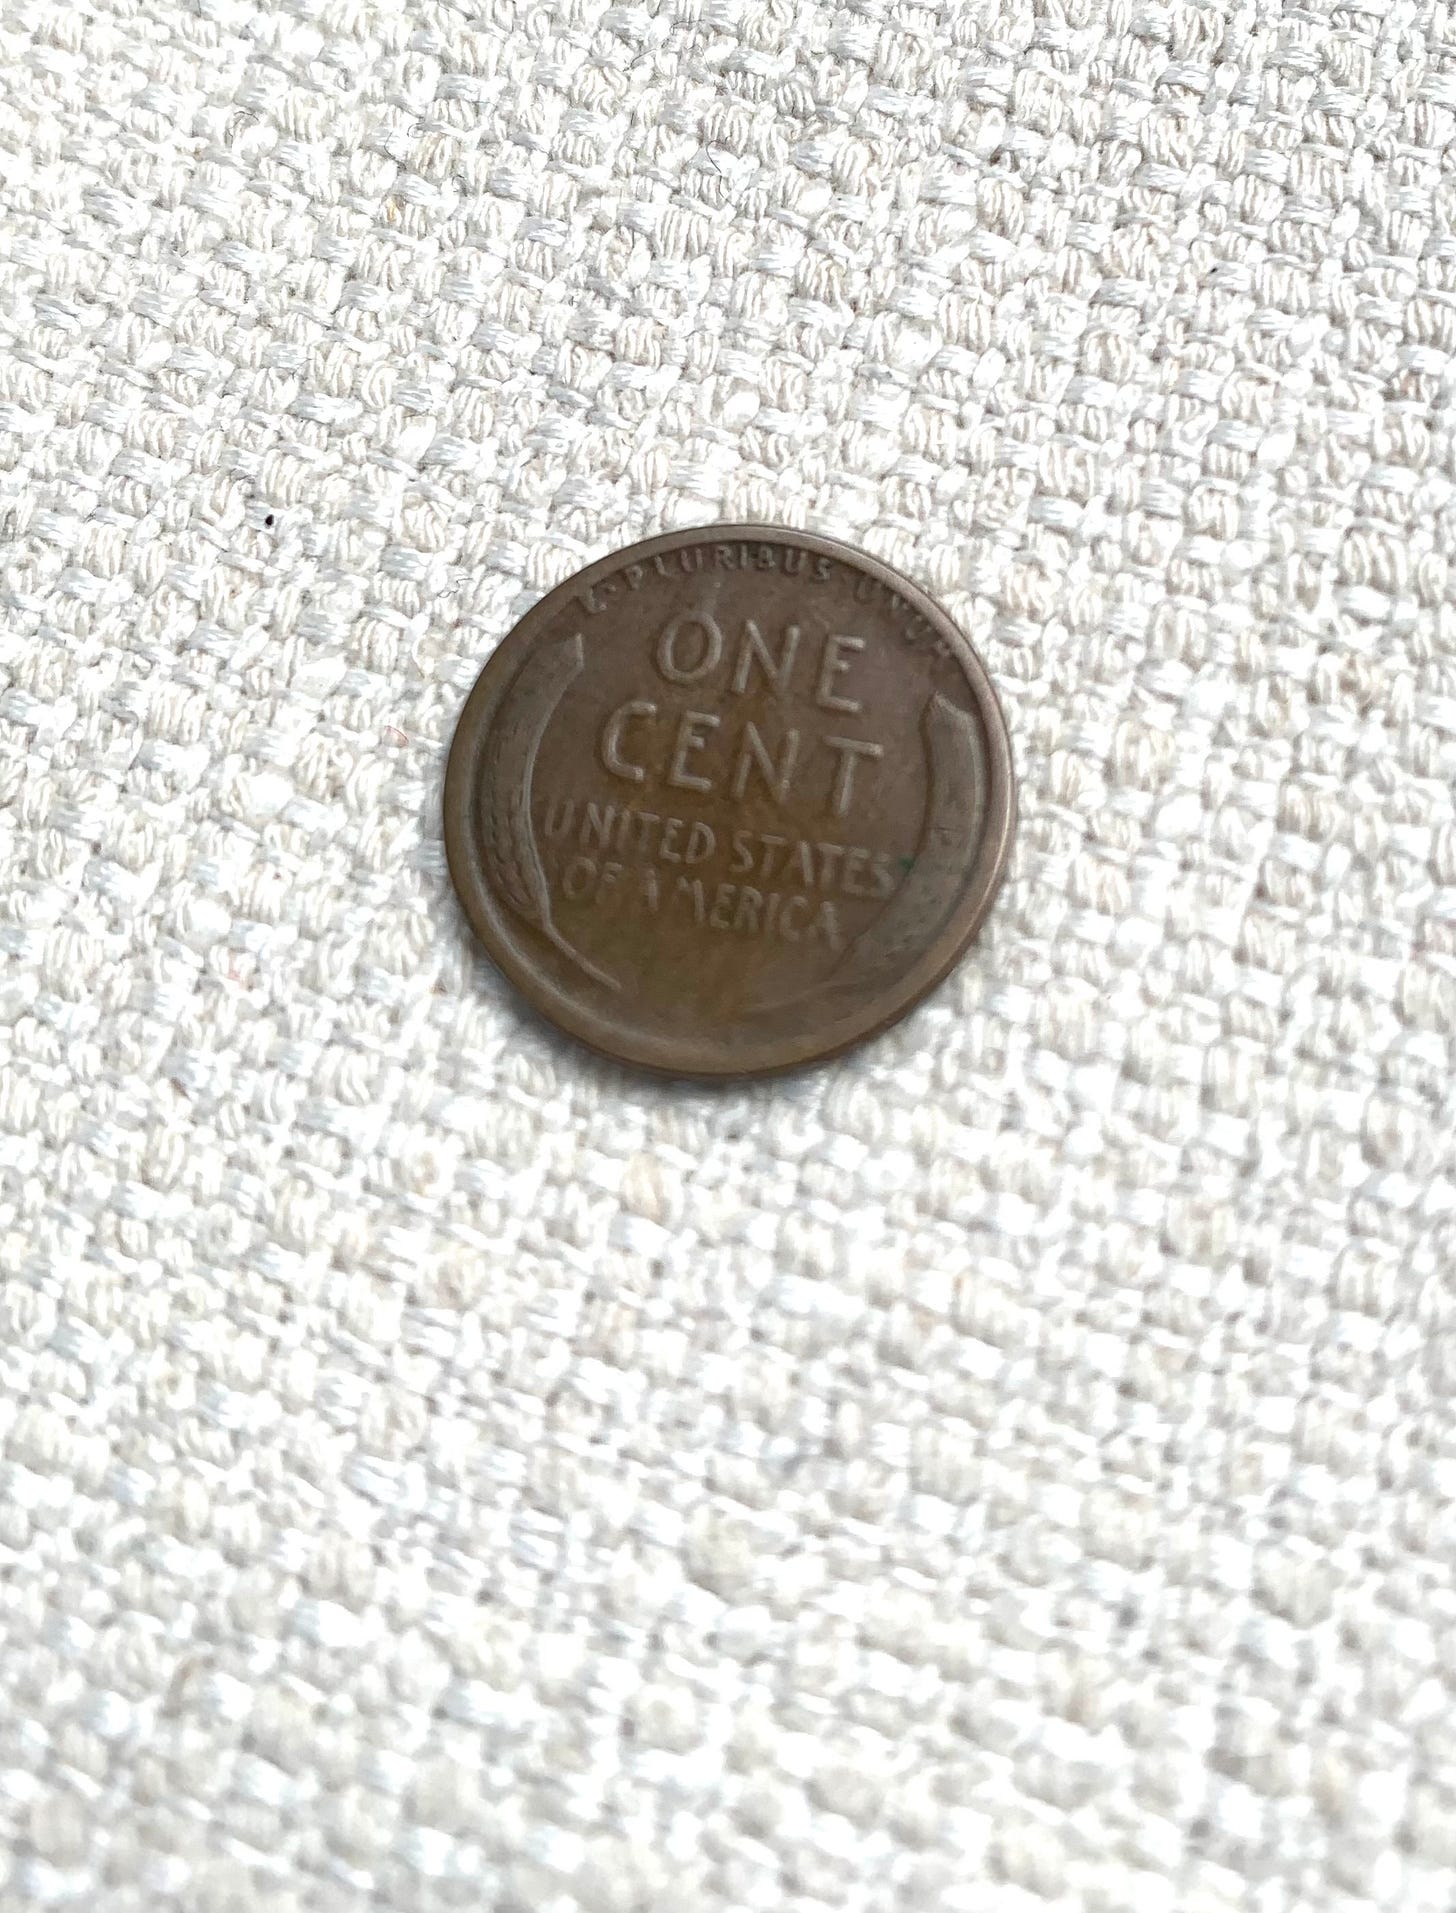 E·PLURIBUS·UNUM
ONE
CENT
UNITED STATES
OF AMERICA